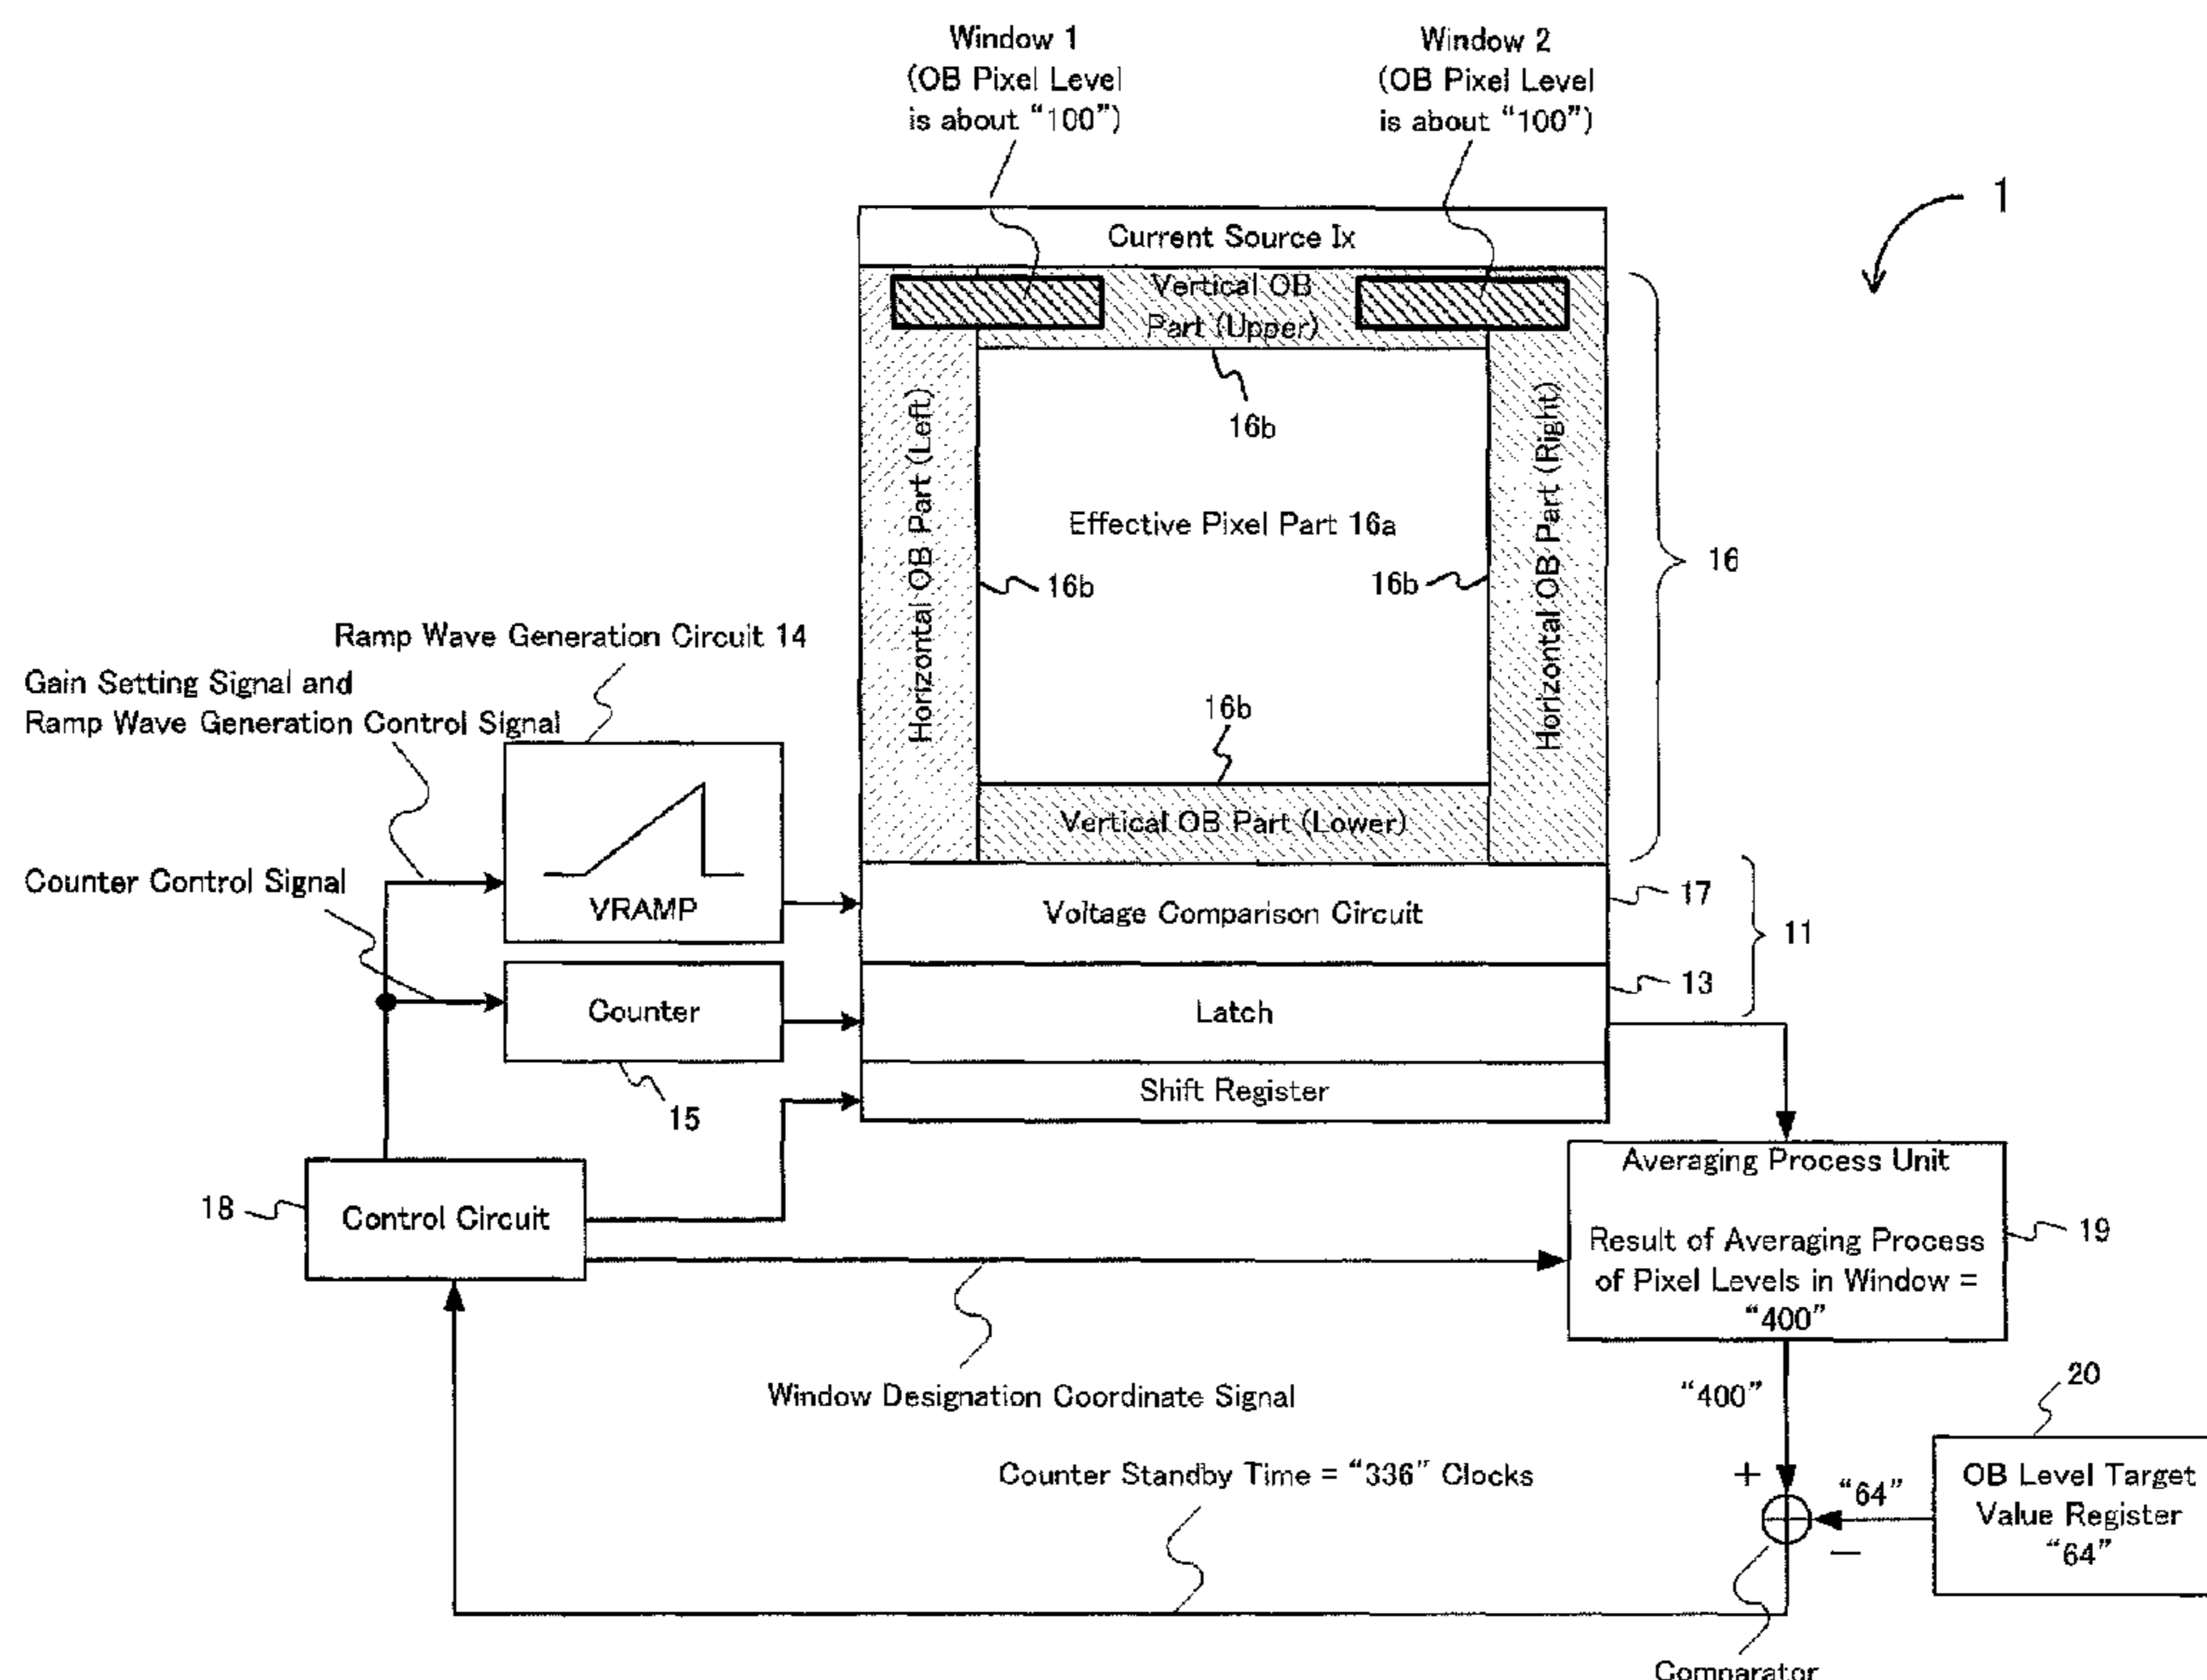 Window 1
(OB Pixel Level
is about “100”)
Window 2
(OB Pixel Level
is about “100”)
1
Current Source Ix
Vertical OB
Part (Upper)
16b
Horizontal OB Part (Left)
Effective Pixel Part 16a
Horizontal OB Part (Right)
16b
16b
16
16b
Vertical OB Part (Lower)
Ramp Wave Generation Circuit 14
Gain Setting Signal and
Ramp Wave Generation Control Signal
VRAMP
Counter Control Signal
Voltage Comparison Circuit
17
11
Counter
15
Latch
13
Shift Register
18
Control Circuit
Averaging Process Unit
Result of Averaging Process
of Pixel Levels in Window =
“400”
19
Window Designation Coordinate Signal
“400”
20
Counter Standby Time = “336” Clocks
+
“64”
−
OB Level Target
Value Register
“64”
Comparator